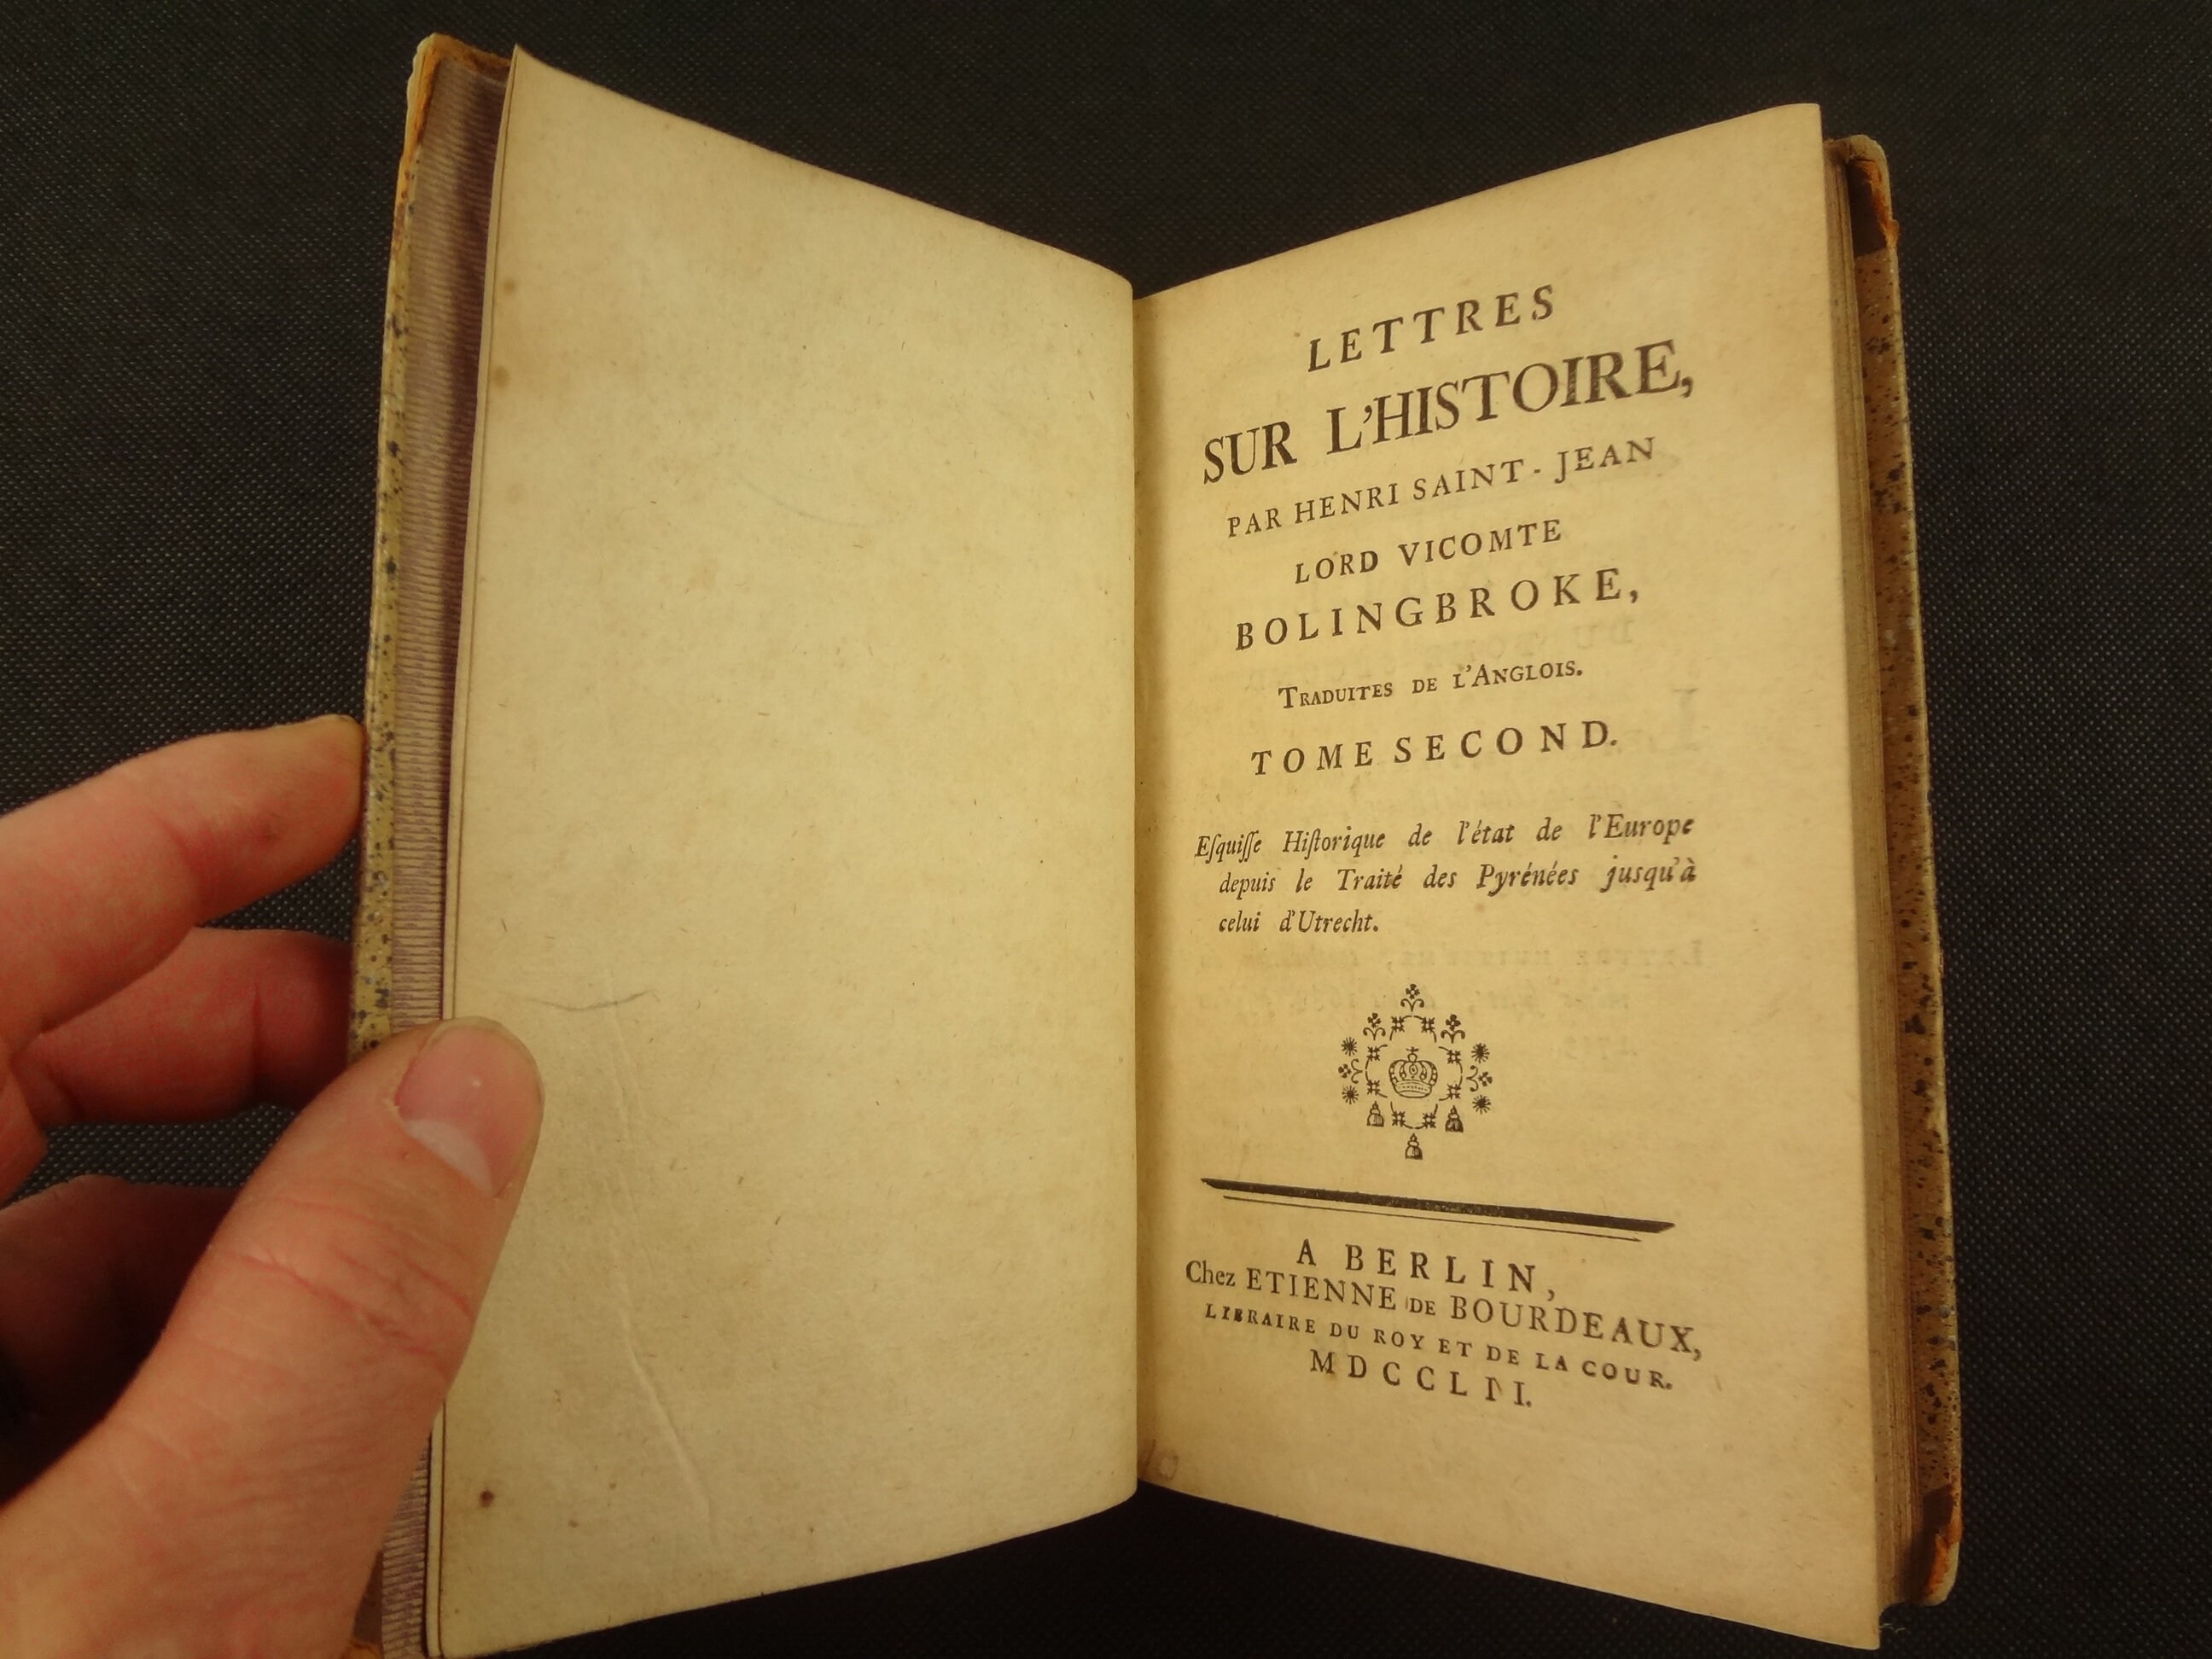 LETTRES
SUR L'HISTOIRE,
PAR HENRI SAINT-JEAN
LORD VICOMTE
BOLINGBROKE,
TRADUITES DE L'ANGLOIS.
TOME SECOND.
Eſquiſſe Hiſtorique de l'état de l'Europe
depuis le Traité des Pyrénées jusqu'à
celui d'Utrecht.
A BERLIN,
Chez ETIENNE DE BOURDEAUX,
LIBRAIRE DU ROY ET DE LA COUR.
MDCCLII.